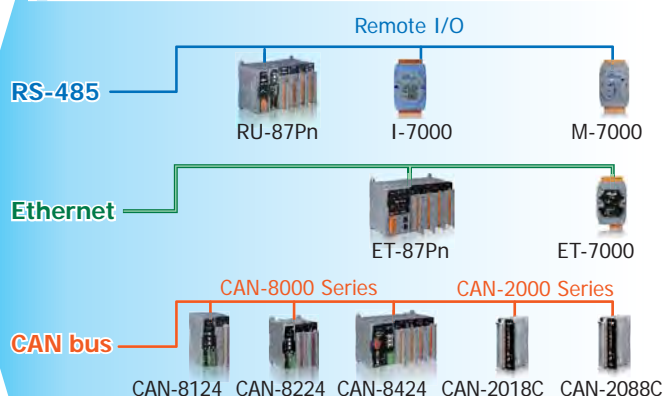 Remote I/O
RS-485
RU-87Pn I-7000 M-7000
Ethernet
ET-87Pn ET-7000
CAN-8000 Series CAN-2000 Series
CAN bus
CAN-8124 CAN-8224 CAN-8424 CAN-2018C CAN-2088C